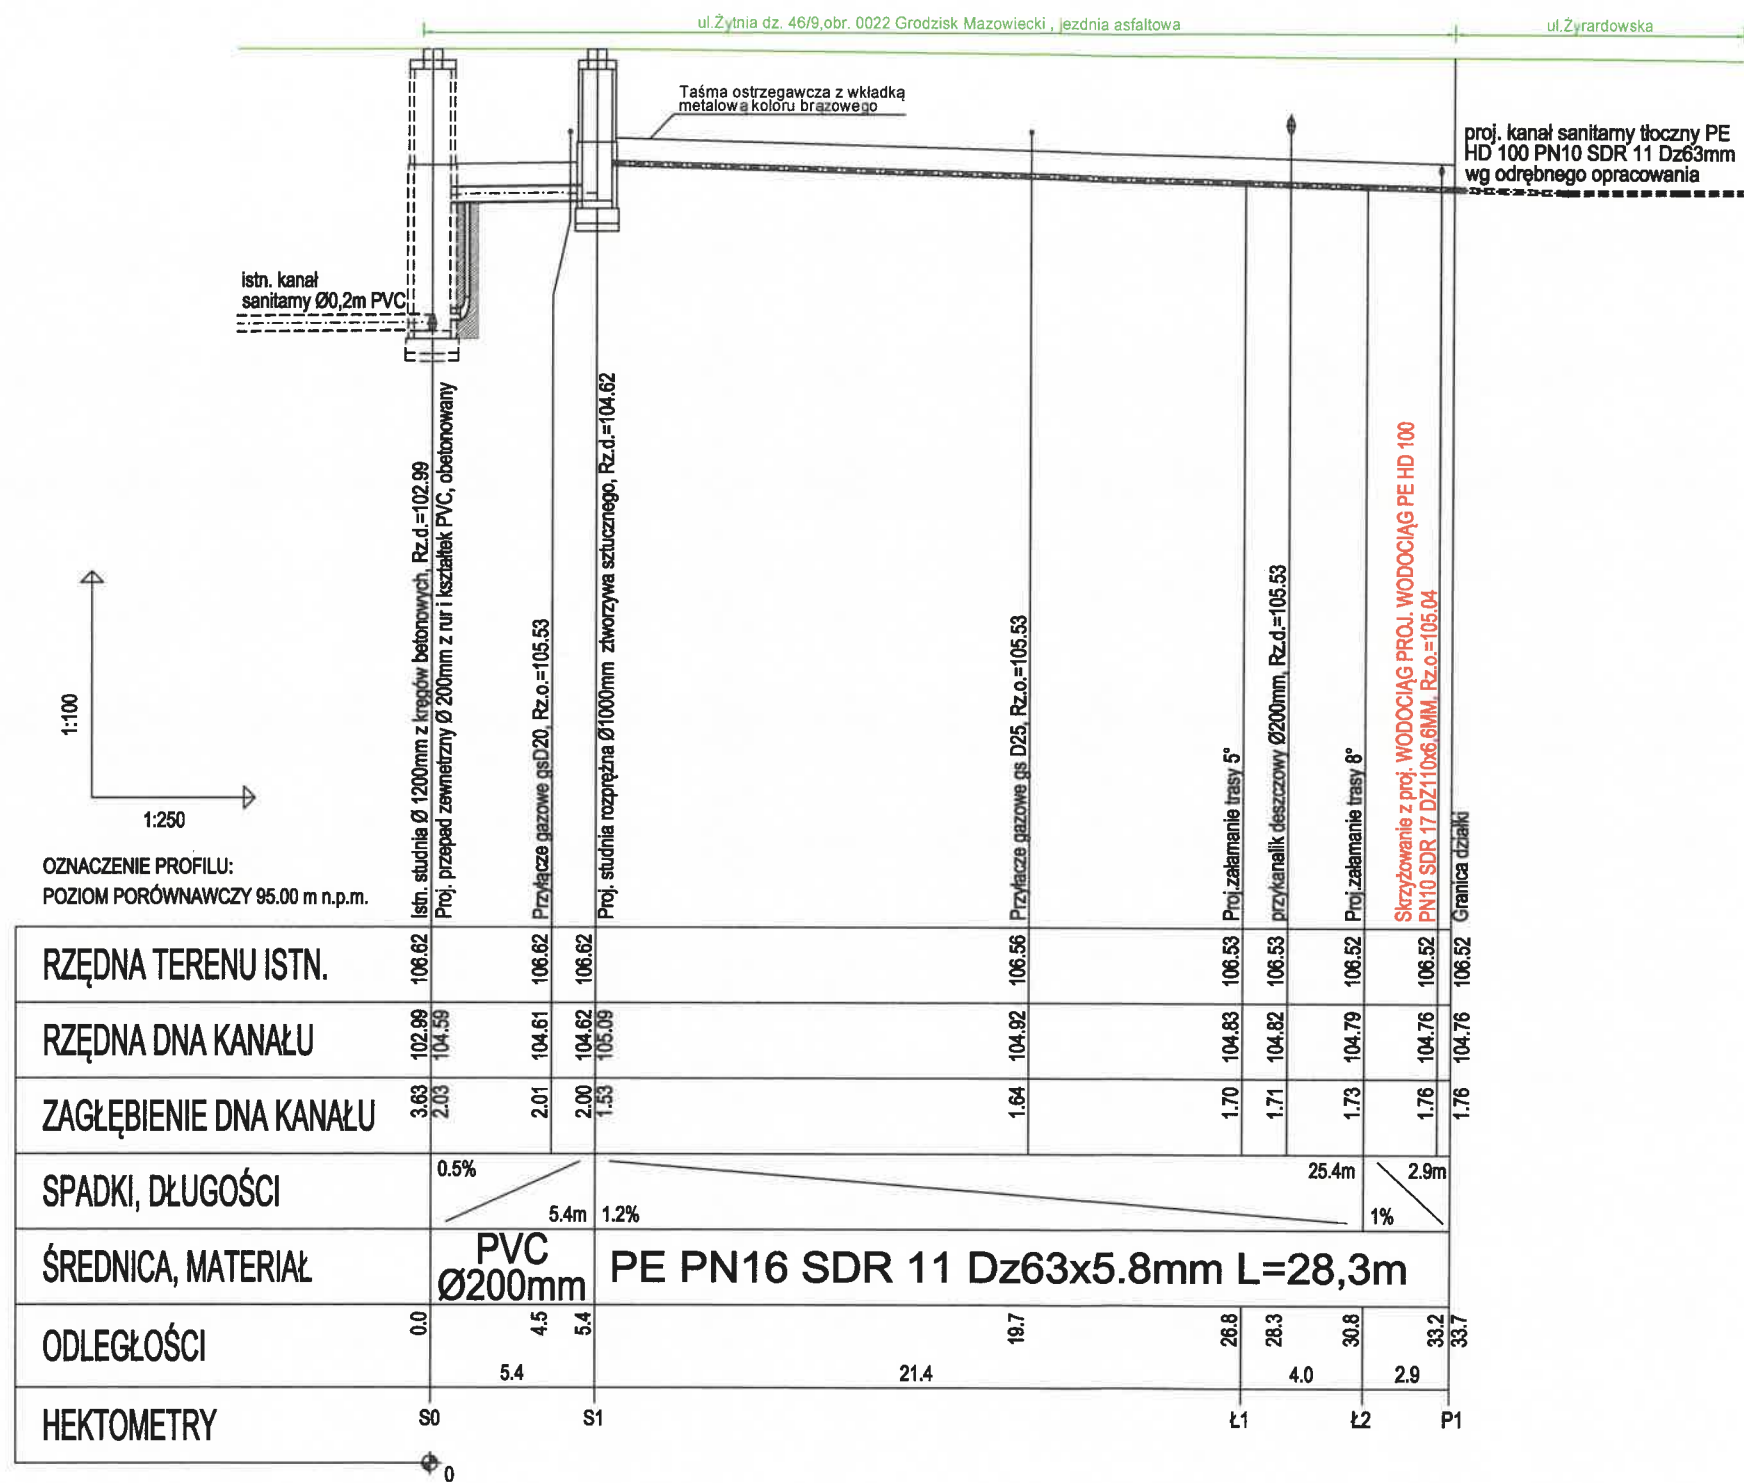 ul.Żytnia dz. 46/9,obr. 0022 Grodzisk Mazowiecki , jezdnia asfaltowa
ul.Żyrardowska
Taśma ostrzegawcza z wkładką
metalową koloru brązowego
proj. kanał sanitarny tłoczny PE
HD 100 PN10 SDR 11 Dz63mm
wg odrębnego opracowania
istn. kanał
sanitarny Ø0,2m PVC
Istn. studnia Ø 1200mm z kręgów betonowych, Rz.d.=102.99
Proj. przepad zewnetrzny Ø 200mm z rur i kształtek PVC, obetonowany
Przyłącze gazowe gsD20, Rz.o.=105.53
Proj. studnia rozprężna Ø1000mm ztworzywa sztucznego, Rz.d.=104.62
Przyłacze gazowe gs D25, Rz.o.=105.53
Proj.załamanie trasy 5°
przykanalik deszczowy Ø200mm, Rz.d.=105.53
Proj.załamanie trasy 8°
Skrzyżowanie z proj. WODOCIĄG PROJ. WODOCIĄG PE HD 100
PN10 SDR 17 DZ110x6,6MM, Rz.o.=105.04
Granica działki
1:100
1:250
OZNACZENIE PROFILU:
POZIOM PORÓWNAWCZY 95.00 m n.p.m.
RZĘDNA TERENU ISTN.
106.62 106.62 106.62 106.56 106.53 106.53 106.52 106.52 106.52
RZĘDNA DNA KANAŁU
102.99 104.59 104.61 104.62 105.09 104.92 104.83 104.82 104.79 104.76 104.76
ZAGŁĘBIENIE DNA KANAŁU
3.63 2.03 2.01 2.00 1.53 1.64 1.70 1.71 1.73 1.76 1.76
SPADKI, DŁUGOŚCI
0.5% 25.4m 2.9m
5.4m 1.2% 1%
ŚREDNICA, MATERIAŁ
PVC
Ø200mm
PE PN16 SDR 11 Dz63x5.8mm L=28,3m
ODLEGŁOŚCI
0.0 4.5 5.4 19.7 26.8 28.3 30.8 33.2 33.7
5.4 21.4 4.0 2.9
HEKTOMETRY
S0 S1 Ł1 Ł2 P1
0